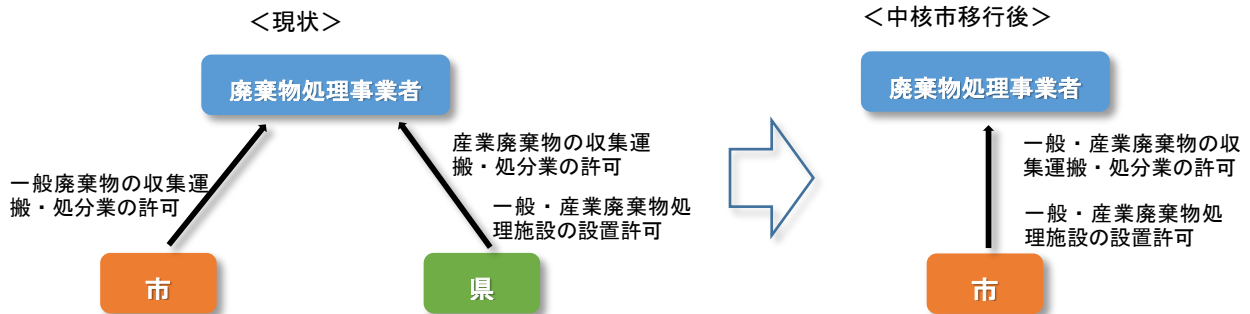 ＜現状＞
廃棄物処理事業者
一般廃棄物の収集運
搬・処分業の許可
産業廃棄物の収集運
搬・処分業の許可
一般・産業廃棄物処
理施設の設置許可
市
県
＜中核市移行後＞
廃棄物処理事業者
一般・産業廃棄物の収
集運搬・処分業の許可
一般・産業廃棄物処
理施設の設置許可
市